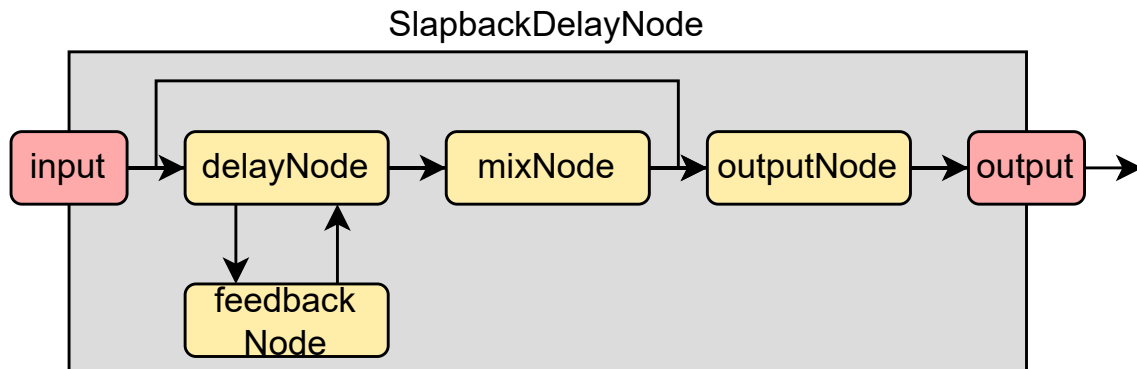 SlapbackDelayNode
input
delayNode
mixNode
outputNode
output
feedback
Node